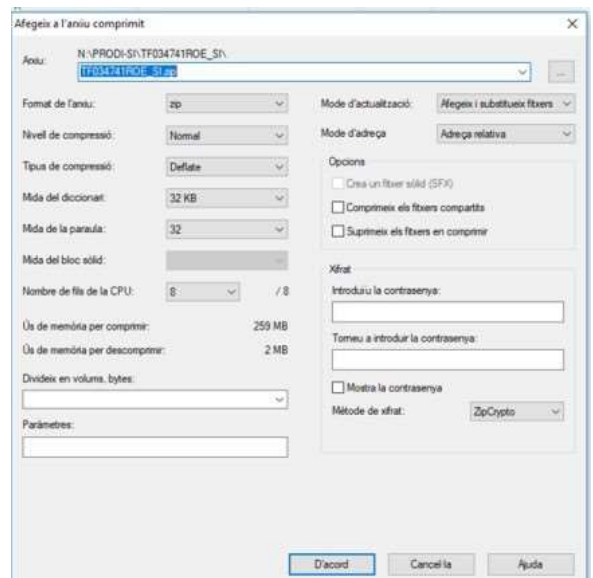 Afegeix a l'arxiu comprimit
Arxiu:
N:\PRODI-SI\TF034741ROE_SI\
TF034741ROE_SI.zip
...
Format de l'arxiu:
zip
Nivell de compressió:
Normal
Tipus de compressió:
Deflate
Mida del diccionari:
32 KB
Mida de la paraula:
32
Mida del bloc sòlid:
Nombre de fils de la CPU:
8
/ 8
Ús de memòria per comprimir:
259 MB
Ús de memòria per descomprimir:
2 MB
Divideix en volums, bytes:
Paràmetres:
Mode d'actualització:
Afegeix i substitueix fitxers
Mode d'adreça
Adreça relativa
Opcions
Crea un fitxer sòlid (SFX)
Comprimeix els fitxers compartits
Suprimeix els fitxers en comprimir
Xifrat
Introduïu la contrasenya:
Torneu a introduir la contrasenya:
Mostra la contrasenya
Mètode de xifrat:
ZipCrypto
D'acord
Cancel·la
Ajuda